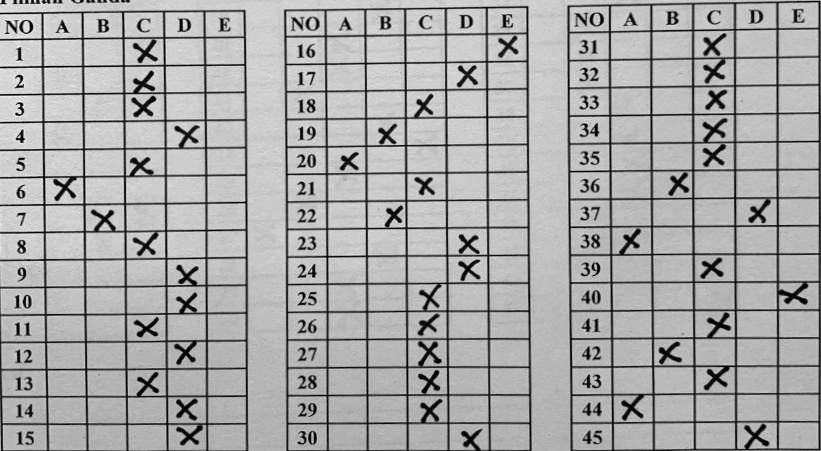 Pilihan Ganda
NO A B C D E
1 X
2 X
3 X
4 X
5 X
6 X
7 X
8 X
9 X
10 X
11 X
12 X
13 X
14 X
15 X
NO A B C D E
16 X
17 X
18 X
19 X
20 X
21 X
22 X
23 X
24 X
25 X
26 X
27 X
28 X
29 X
30 X
NO A B C D E
31 X
32 X
33 X
34 X
35 X
36 X
37 X
38 X
39 X
40 X
41 X
42 X
43 X
44 X
45 X